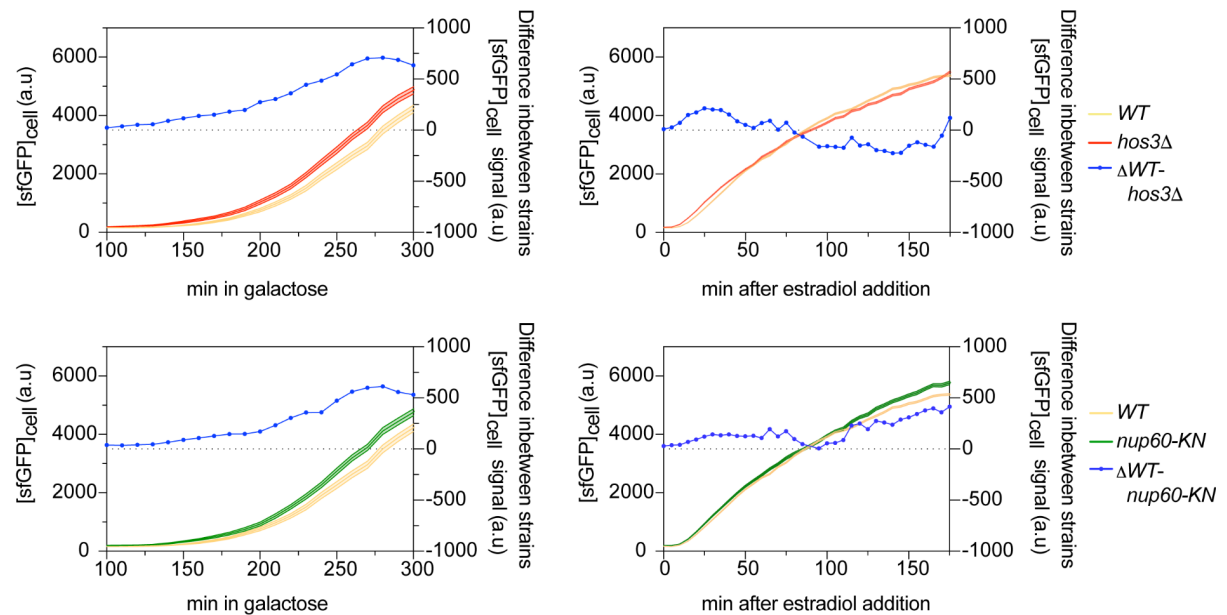 6000
4000
2000
0
[sfGFP]cell (a.u)
1000
500
0
-500
-1000
Difference inbetween strains
[sfGFP]cell signal (a.u)
100
150
200
250
300
min in galactose
6000
4000
2000
0
[sfGFP]cell (a.u)
1000
500
0
-500
-1000
Difference inbetween strains
[sfGFP]cell signal (a.u)
0
50
100
150
min after estradiol addition
WT
hos3Δ
ΔWT-
hos3Δ
6000
4000
2000
0
[sfGFP]cell (a.u)
1000
500
0
-500
-1000
Difference inbetween strains
[sfGFP]cell signal (a.u)
100
150
200
250
300
min in galactose
6000
4000
2000
0
[sfGFP]cell (a.u)
1000
500
0
-500
-1000
Difference inbetween strains
[sfGFP]cell signal (a.u)
0
50
100
150
min after estradiol addition
WT
nup60-KN
ΔWT-
nup60-KN